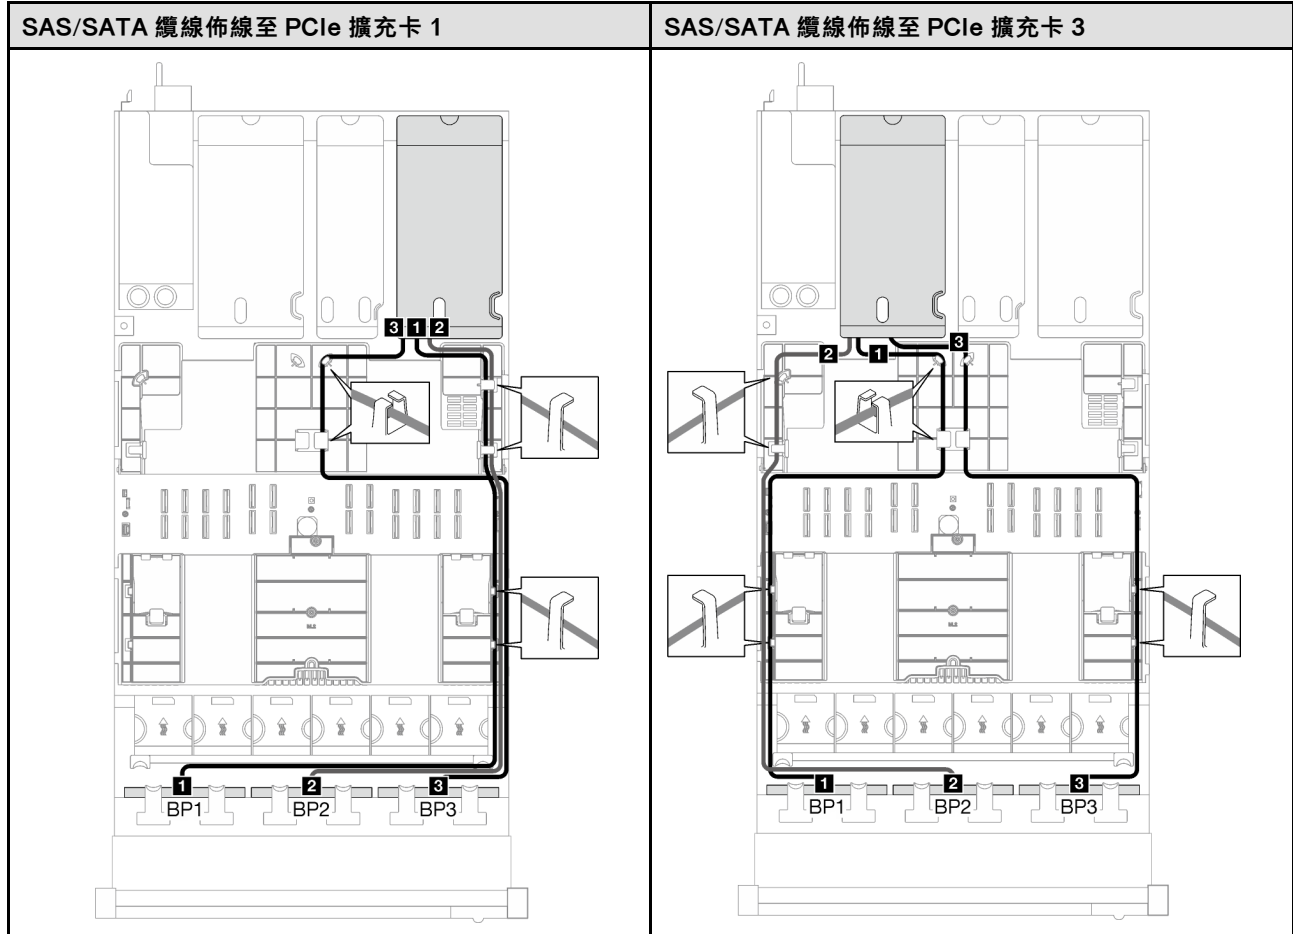 SAS/SATA 纜線佈線至 PCIe 擴充卡 1
SAS/SATA 纜線佈線至 PCIe 擴充卡 3
3 1 2
1 2 3
BP1 BP2 BP3
2 1 3
1 2 3
BP1 BP2 BP3